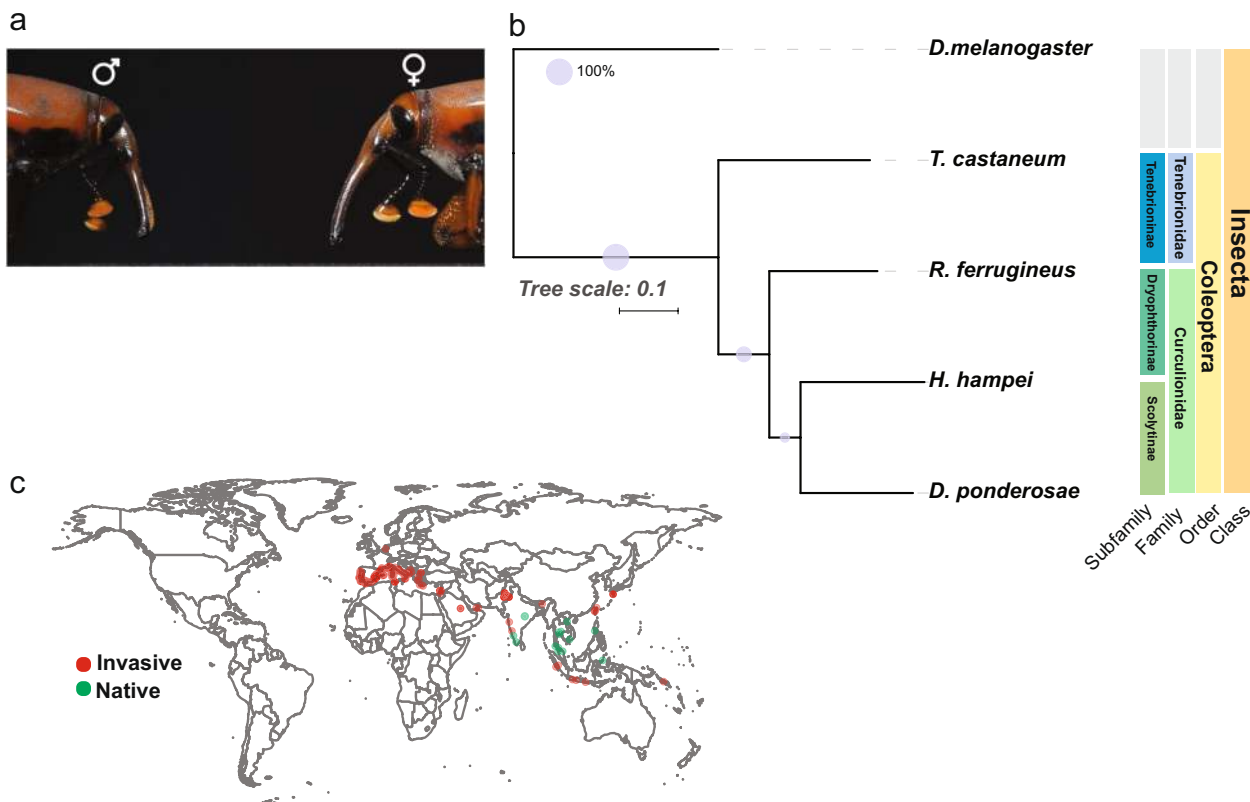 a
♂
♀
b
100%
D.melanogaster
T. castaneum
R. ferrugineus
H. hampei
D. ponderosae
Tree scale: 0.1
Tenebrioninae
Dryophthorinae
Scolytinae
Tenebrionidae
Curculionidae
Coleoptera
Insecta
Subfamily
Family
Order
Class
c
Invasive
Native